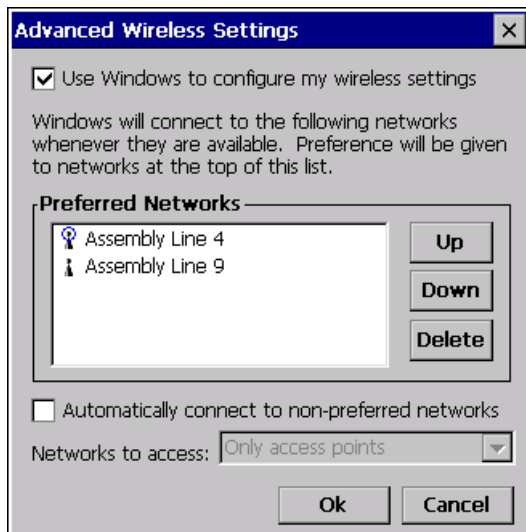 Advanced Wireless Settings
Use Windows to configure my wireless settings
Windows will connect to the following networks
whenever they are available. Preference will be given
to networks at the top of this list.
Preferred Networks
Assembly Line 4
Assembly Line 9
Up
Down
Delete
Automatically connect to non-preferred networks
Networks to access: Only access points
Ok
Cancel